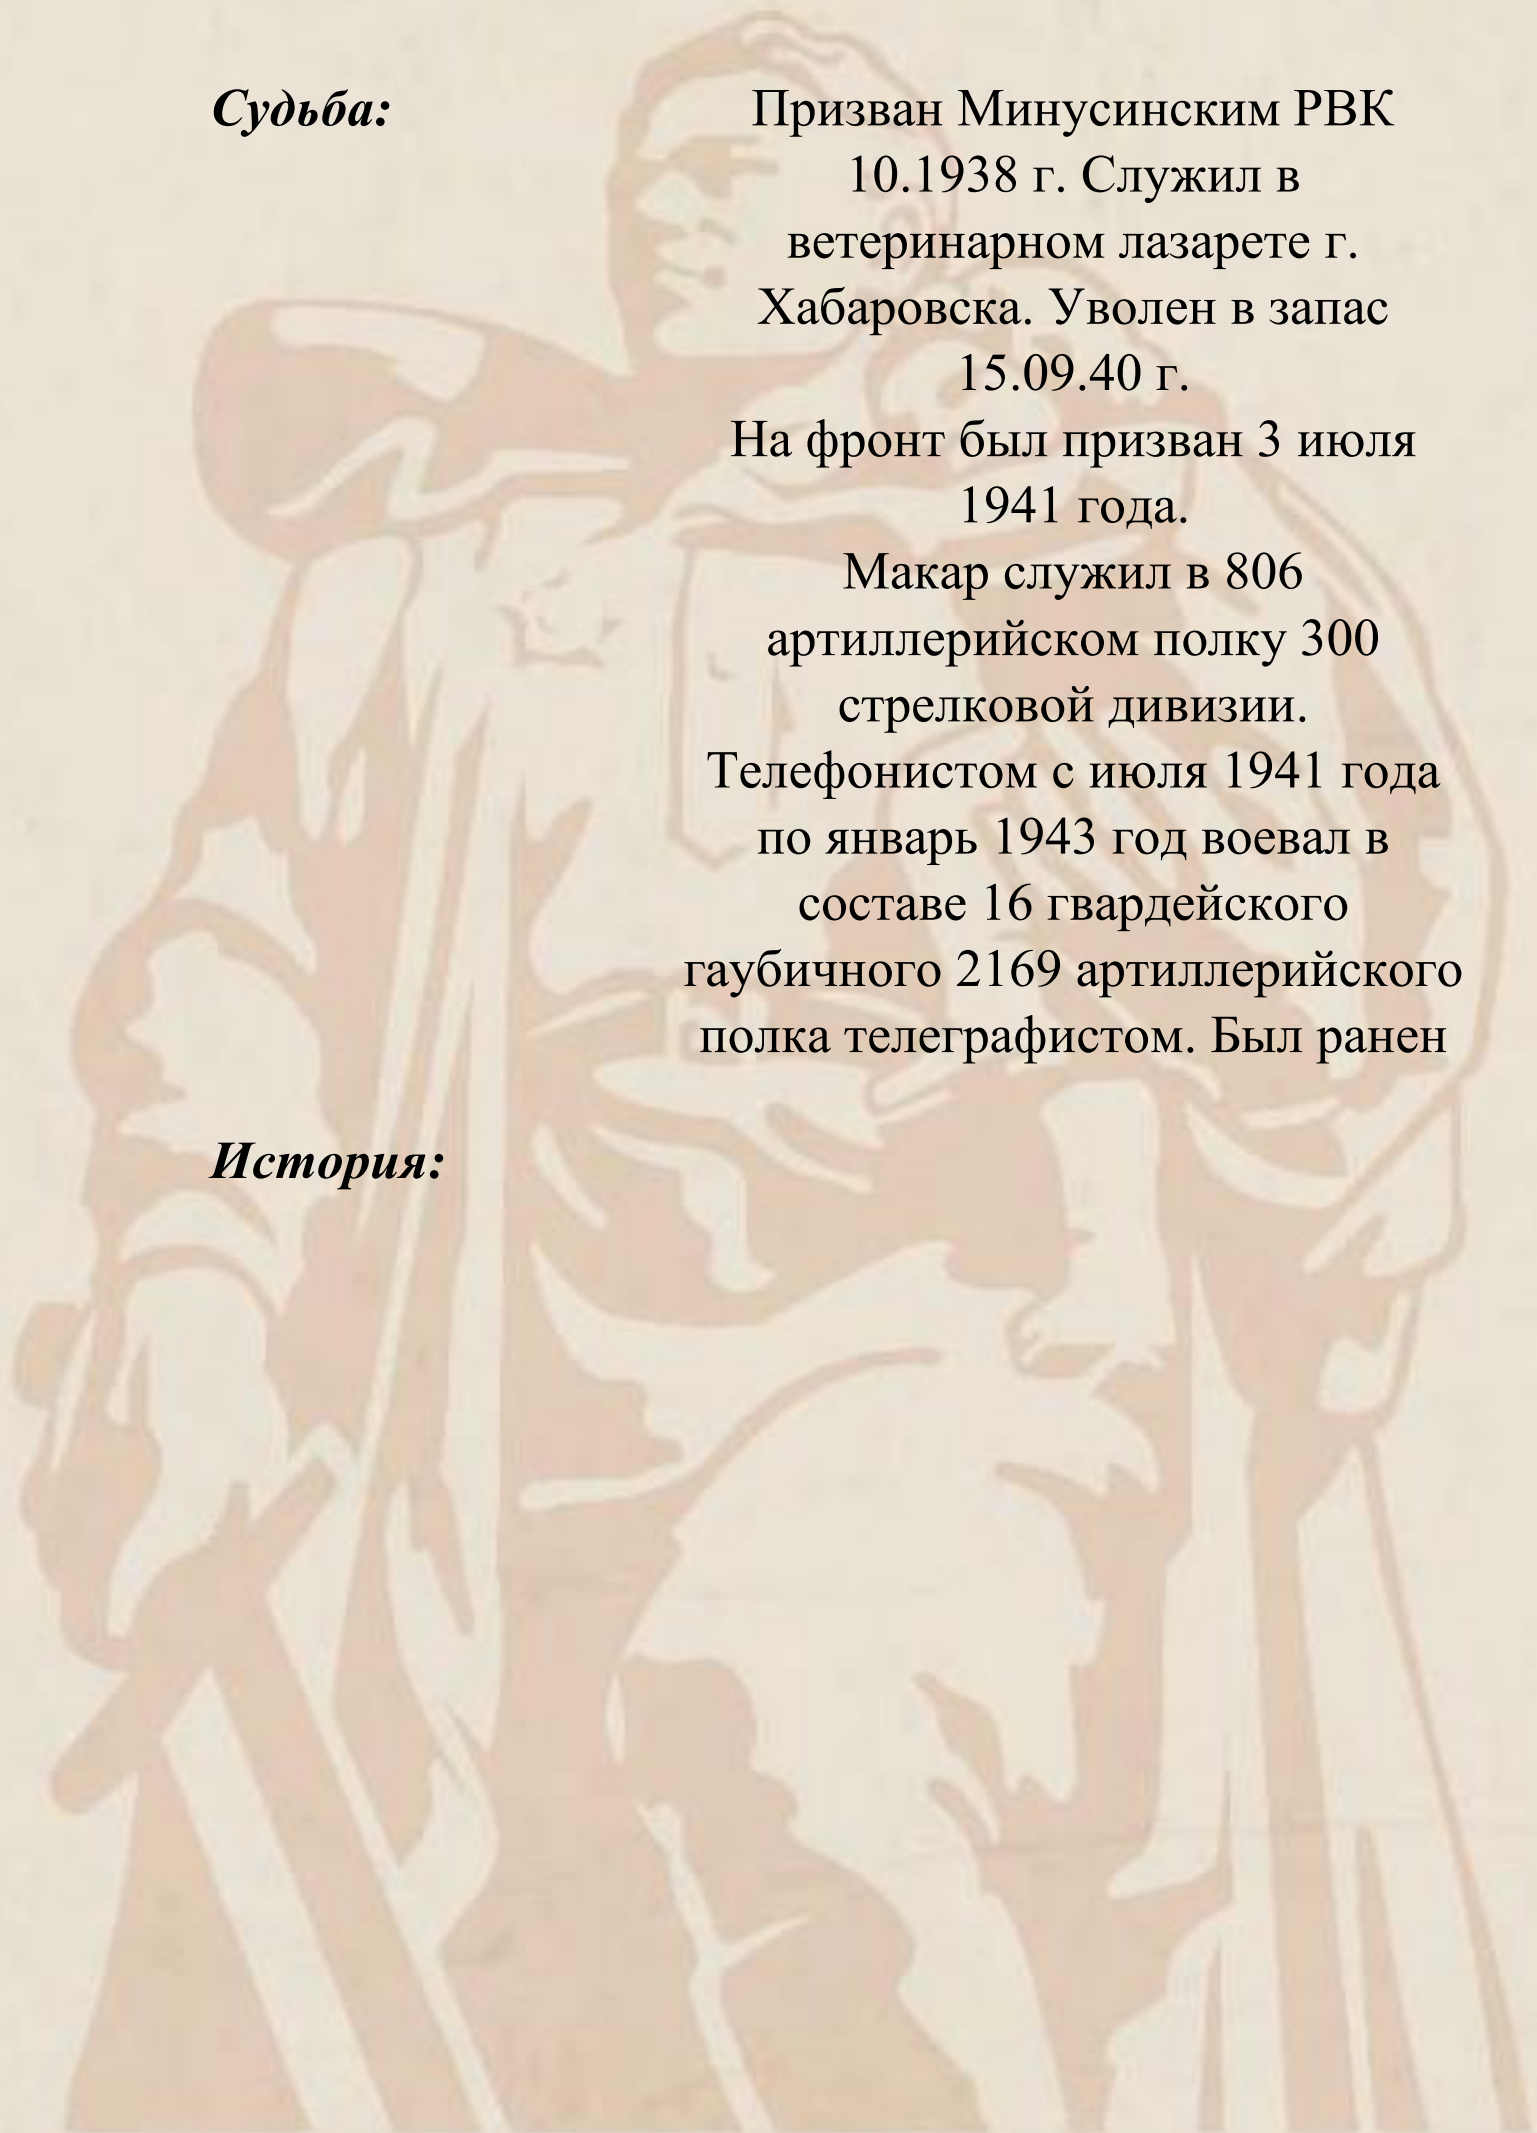 Судьба:
Призван Минусинским РВК
10.1938 г. Служил в
ветеринарном лазарете г.
Хабаровска. Уволен в запас
15.09.40 г.
На фронт был призван 3 июля
1941 года.
Макар служил в 806
артиллерийском полку 300
стрелковой дивизии.
Телефонистом с июля 1941 года
по январь 1943 год воевал в
составе 16 гвардейского
гаубичного 2169 артиллерийского
полка телеграфистом. Был ранен
История: